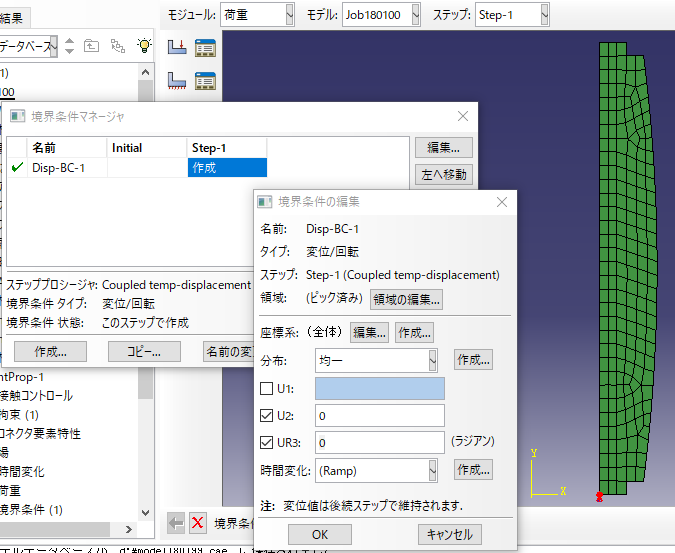 結果
モジュール: 荷重 モデル: Job180100 ステップ: Step-1
データベース
1)
100
境界条件マネージャ
名前 Initial Step-1
Disp-BC-1 作成
編集...
左へ移動
ステッププロシージャ: Coupled temp-displacement
境界条件 タイプ: 変位/回転
境界条件 状態: このステップで作成
作成... コピー... 名前の変
境界条件の編集
名前: Disp-BC-1
タイプ: 変位/回転
ステップ: Step-1 (Coupled temp-displacement)
領域: (ピック済み) 領域の編集...
座標系: (全体) 編集... 作成...
分布: 均一 作成...
U1:
U2: 0
UR3: 0 (ラジアン)
時間変化: (Ramp) 作成...
注: 変位値は後続ステップで維持されます.
OK キャンセル
ntProp-1
接触コントロール
拘束 (1)
コネクタ要素特性
場
時間変化
荷重
境界条件 (1)
境界条件
Y
X